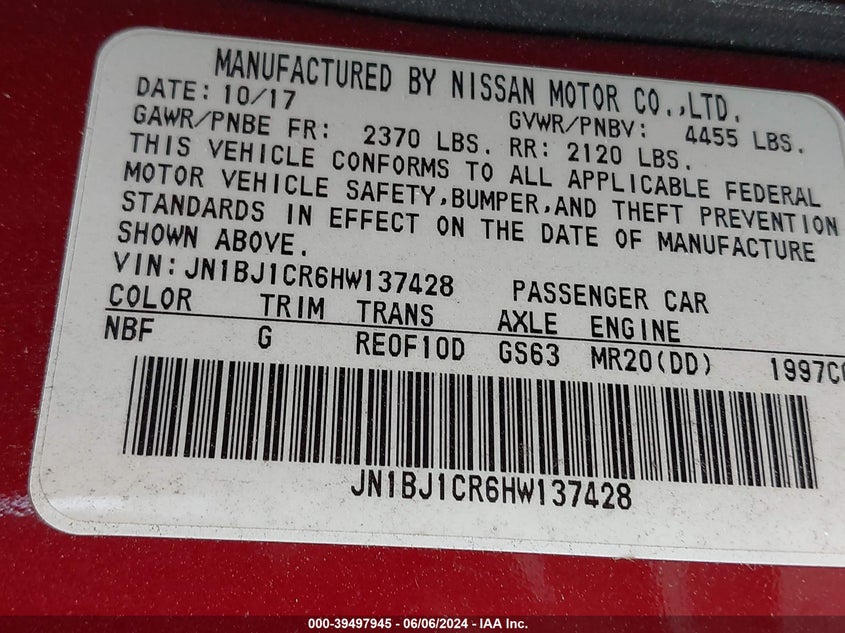 MANUFACTURED BY NISSAN MOTOR CO.,LTD.
DATE: 10/17 GVWR/PNBV: 4455 LBS.
GAWR/PNBE FR: 2370 LBS. RR: 2120 LBS.
THIS VEHICLE CONFORMS TO ALL APPLICABLE FEDERAL
MOTOR VEHICLE SAFETY,BUMPER,AND THEFT PREVENTION
STANDARDS IN EFFECT ON THE DATE OF MANUFACTURE
SHOWN ABOVE.
VIN: JN1BJ1CR6HW137428 PASSENGER CAR
COLOR TRIM TRANS AXLE ENGINE
NBF G RE0F10D GS63 MR20(DD) 1997C
JN1BJ1CR6HW137428
000-39497945 / 06/06/2024 - IAA Inc.